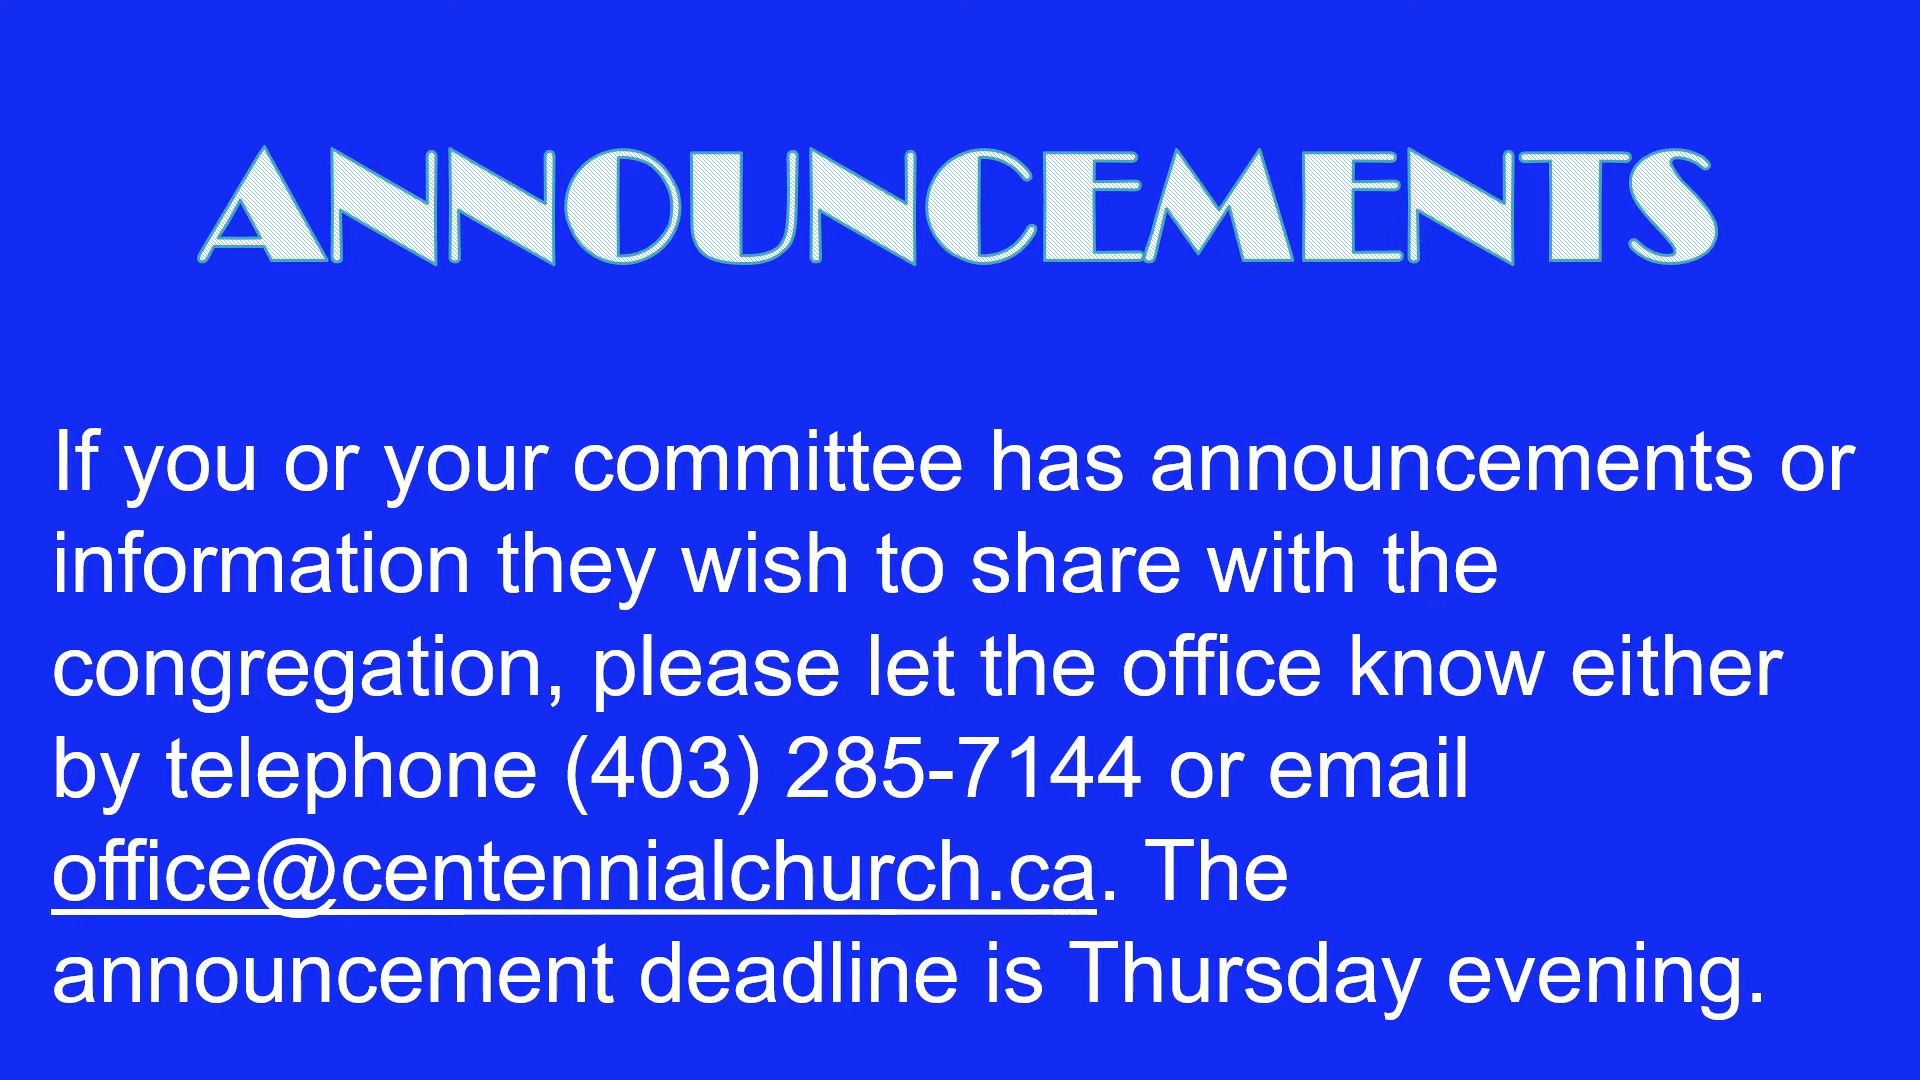 ANNOUNCEMENTS
If you or your committee has announcements or
information they wish to share with the
congregation, please let the office know either
by telephone (403) 285-7144 or email
office@centennialchurch.ca. The
announcement deadline is Thursday evening.